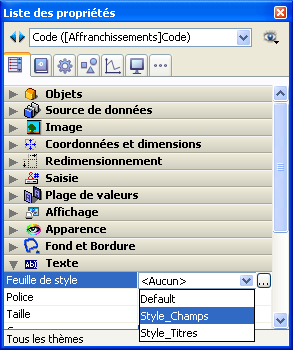 Liste des propriétés
Code ([Affranchissements]Code)
Objets
Source de données
Image
Coordonnées et dimensions
Redimensionnement
Saisie
Plage de valeurs
Affichage
Apparence
Fond et Bordure
Texte
Feuille de style <Aucun> ...
Police Default
Taille Style_Champs
Style_Titres
Tous les thèmes